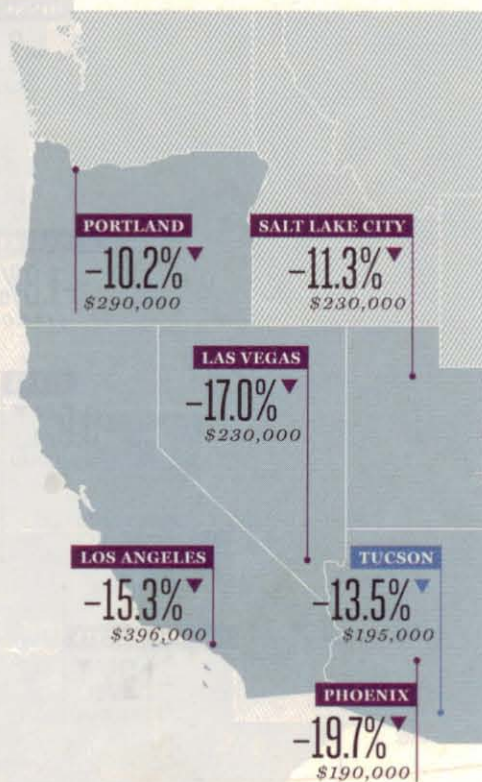 PORTLAND
–10.2%
$290,000
SALT LAKE CITY
–11.3%
$230,000
LAS VEGAS
–17.0%
$230,000
LOS ANGELES
–15.3%
$396,000
TUCSON
–13.5%
$195,000
PHOENIX
–19.7%
$190,000